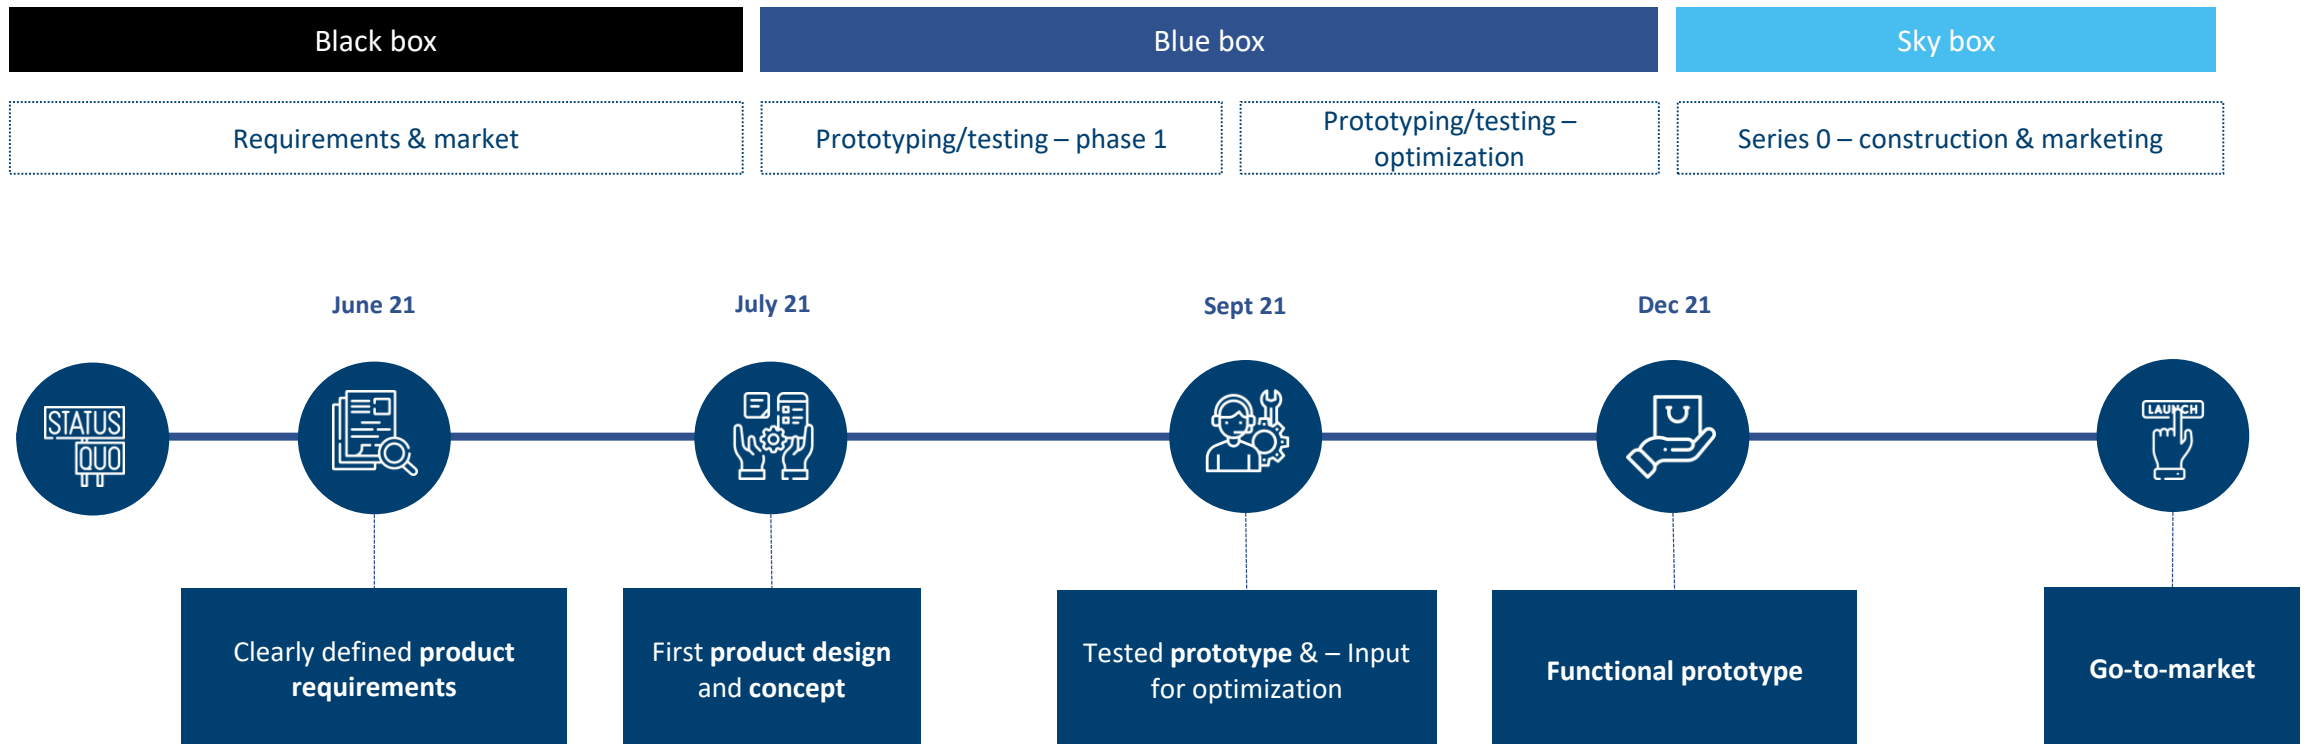 Black box
Blue box
Sky box
Requirements & market
Prototyping/testing – phase 1
Prototyping/testing –
optimization
Series 0 – construction & marketing
June 21
July 21
Sept 21
Dec 21
STATUS
QUO
LAUNCH
Clearly defined product
requirements
First product design
and concept
Tested prototype & – Input
for optimization
Functional prototype
Go-to-market